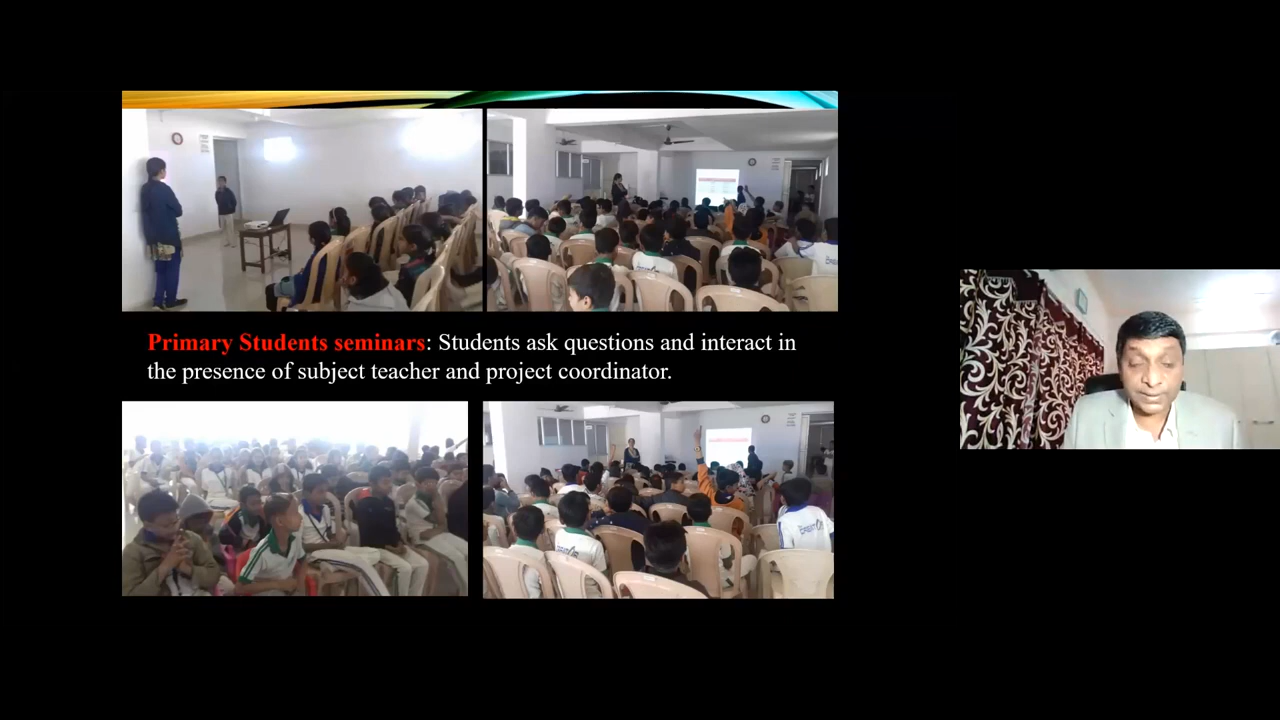 Primary Students seminars: Students ask questions and interact in
the presence of subject teacher and project coordinator.